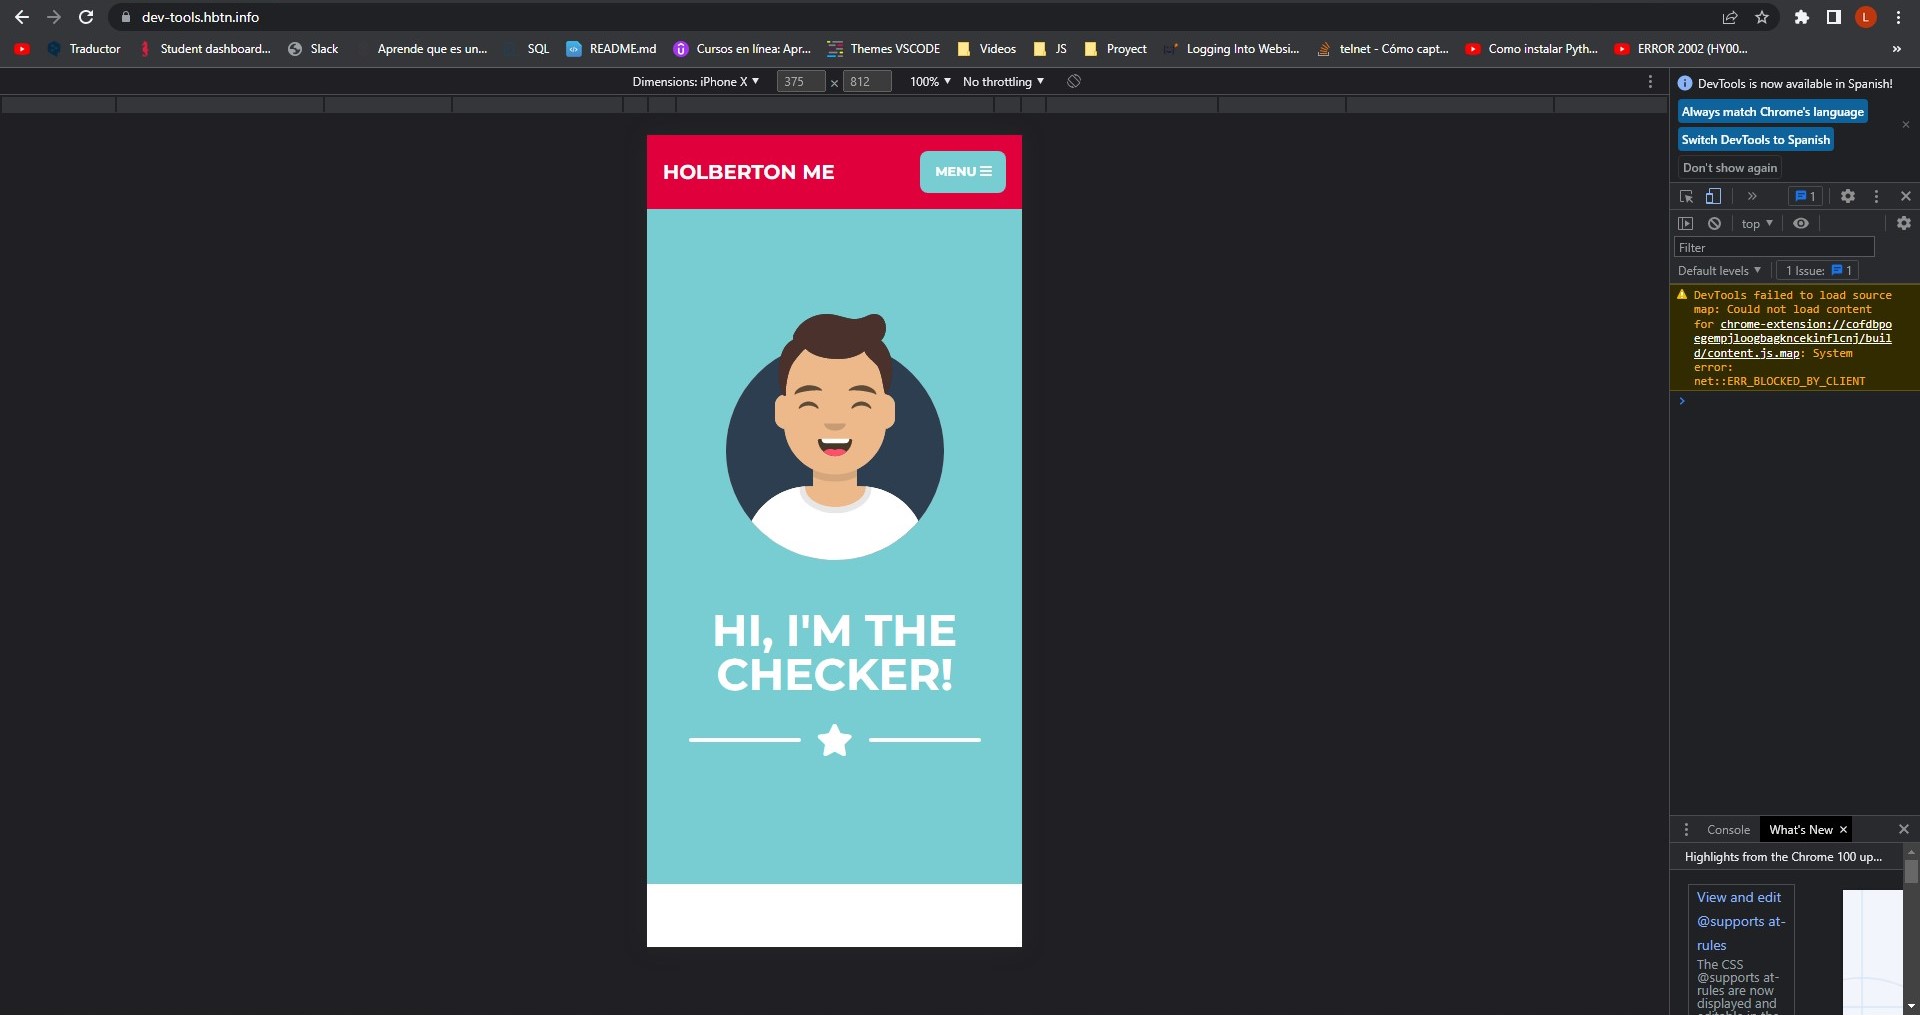 dev-tools.hbtn.info
L
Traductor
Student dashboard...
Slack
Aprende que es un...
SQL
README.md
Cursos en línea: Apr...
Themes VSCODE
Videos
JS
Proyect
Logging Into Websi...
telnet - Cómo capt...
Como instalar Pyth...
ERROR 2002 (HY00...
»
Dimensions: iPhone X
375
×
812
100%
No throttling
DevTools is now available in Spanish!
Always match Chrome's language
Switch DevTools to Spanish
Don't show again
HOLBERTON ME
MENU
HI, I'M THE
CHECKER!
» 1
top
Filter
Default levels
1 Issue: 1
DevTools failed to load source
map: Could not load content
for chrome-extension://cofdbpo
egempjloogbagkncekinflcnj/buil
d/content.js.map: System
error:
net::ERR_BLOCKED_BY_CLIENT
Console
What's New
Highlights from the Chrome 100 up...
View and edit
@supports at-
rules
The CSS
@supports at-
rules are now
displayed and
editable in the